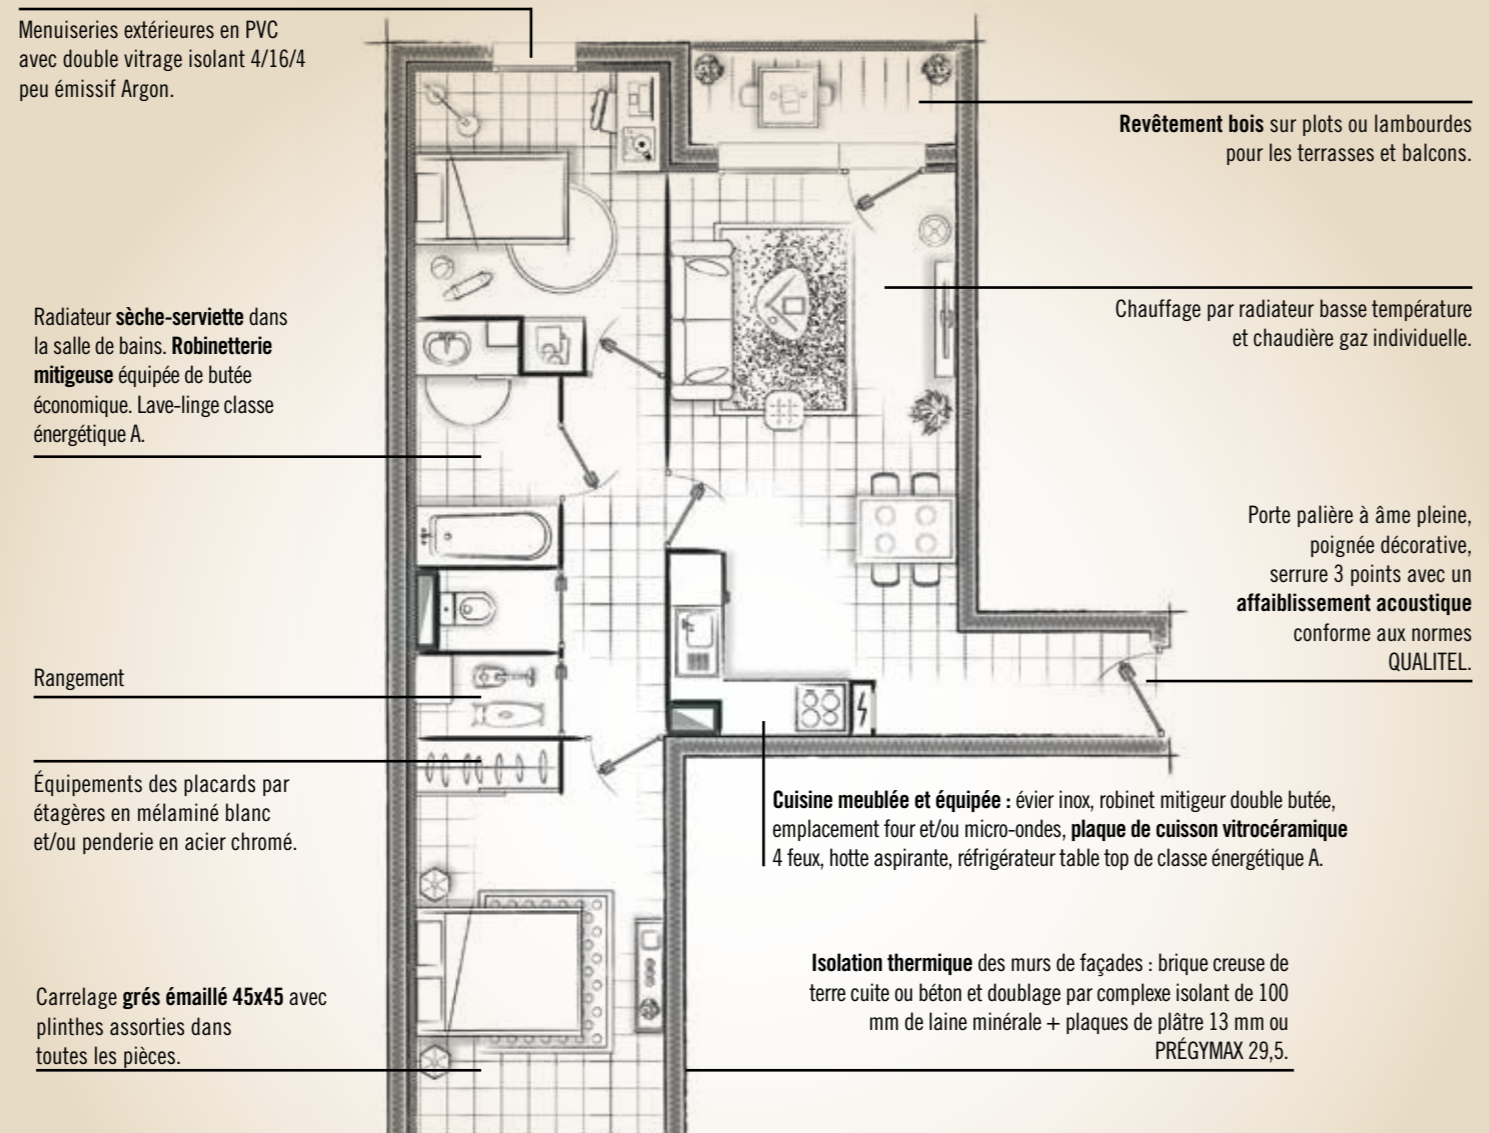 Menuiseries extérieures en PVC
avec double vitrage isolant 4/16/4
peu émissif Argon.
Revêtement bois sur plots ou lambourdes
pour les terrasses et balcons.
Radiateur sèche-serviette dans
la salle de bains. Robinetterie
mitigeuse équipée de butée
économique. Lave-linge classe
énergétique A.
Chauffage par radiateur basse température
et chaudière gaz individuelle.
Porte palière à âme pleine,
poignée décorative,
serrure 3 points avec un
affaiblissement acoustique
conforme aux normes
QUALITEL.
Rangement
Équipements des placards par
étagères en mélaminé blanc
et/ou penderie en acier chromé.
Cuisine meublée et équipée : évier inox, robinet mitigeur double butée,
emplacement four et/ou micro-ondes, plaque de cuisson vitrocéramique
4 feux, hotte aspirante, réfrigérateur table top de classe énergétique A.
Carrelage grés émaillé 45x45 avec
plinthes assorties dans
toutes les pièces.
Isolation thermique des murs de façades : brique creuse de
terre cuite ou béton et doublage par complexe isolant de 100
mm de laine minérale + plaques de plâtre 13 mm ou
PRÉGYMAX 29,5.